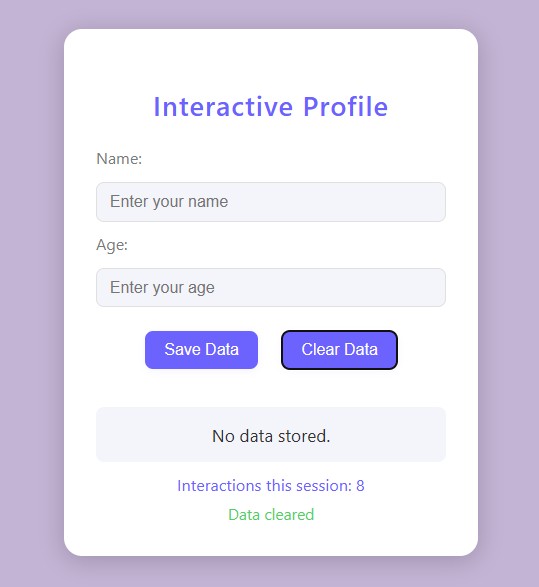 Interactive Profile
Name:
Enter your name
Age:
Enter your age
Save Data Clear Data
No data stored.
Interactions this session: 8
Data cleared